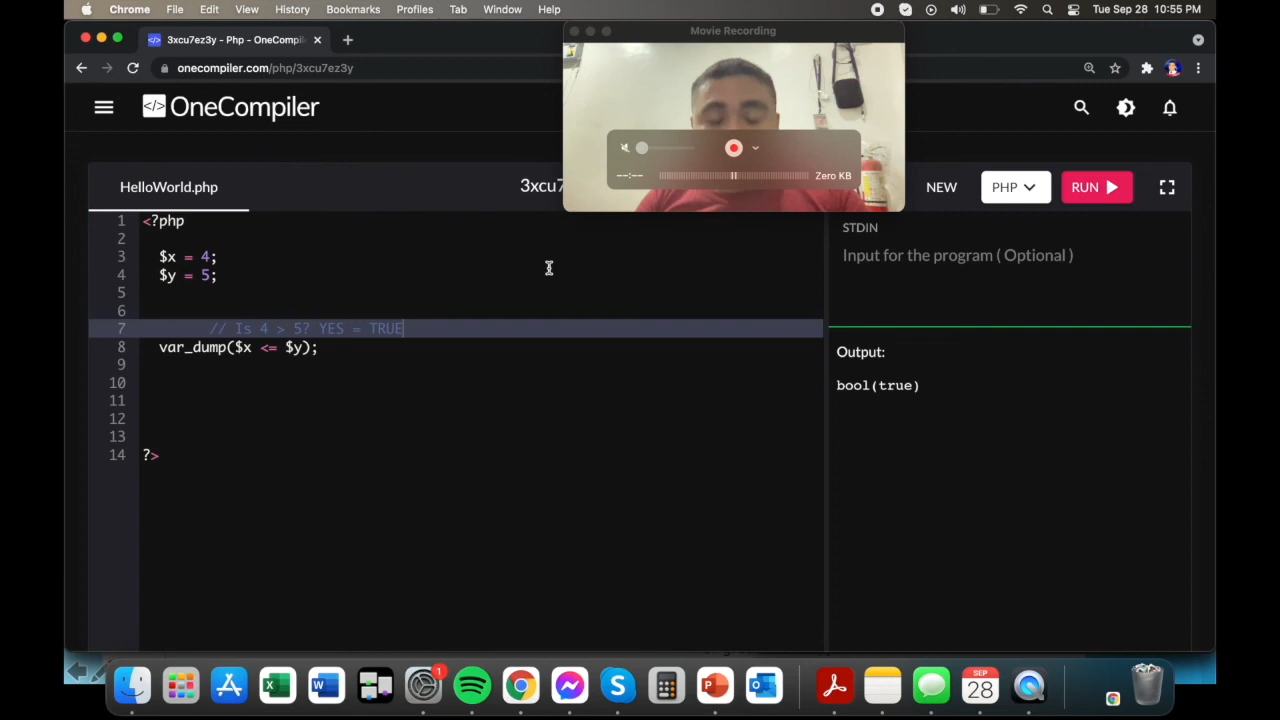 Chrome File Edit View History Bookmarks Profiles Tab Window Help Tue Sep 28 10:55 PM
3xcu7ez3y - Php - OneCompil
Movie Recording
onecompiler.com/php/3xcu7ez3y
</> OneCompiler
--:-- Zero KB
HelloWorld.php 3xcu7 NEW PHP RUN
1 <?php
2
3 $x = 4;
4 $y = 5;
5
6
7 // Is 4 > 5? YES = TRUE
8 var_dump($x <= $y);
9
10
11
12
13
14 ?>
STDIN
Input for the program ( Optional )
Output:
bool(true)
1
SEP
28